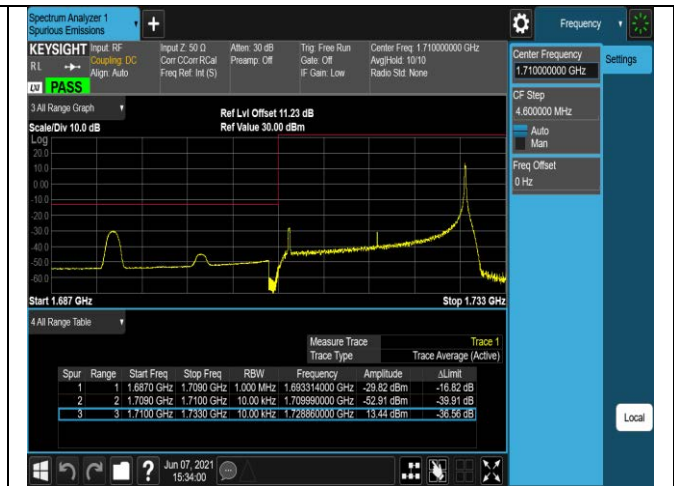 Spectrum Analyzer 1
Spurious Emissions
+
Frequency
KEYSIGHT Input: RF Input Z: 50 Ω Atten: 30 dB Trig: Free Run Center Freq: 1.710000000 GHz
RL Coupling: DC Corr CCorr RCal Preamp: Off Gate: Off Avg|Hold: 10/10
Align: Auto Freq Ref: Int (S) IF Gain: Low Radio Std: None
LXI PASS
Center Frequency
1.710000000 GHz
Settings
CF Step
4.600000 MHz
Auto
Man
Freq Offset
0 Hz
3 All Range Graph
Ref Lvl Offset 11.23 dB
Scale/Div 10.0 dB Ref Value 30.00 dBm
Log
20.0
10.0
0.00
-10.0
-20.0
-30.0
-40.0
-50.0
-60.0
Start 1.687 GHz Stop 1.733 GHz
4 All Range Table
Measure Trace Trace 1
Trace Type Trace Average (Active)
Spur Range Start Freq Stop Freq RBW Frequency Amplitude ΔLimit
1 1 1.6870 GHz 1.7090 GHz 1.000 MHz 1.693314000 GHz -29.82 dBm -16.82 dB
2 2 1.7090 GHz 1.7100 GHz 10.00 kHz 1.709990000 GHz -52.91 dBm -39.91 dB
3 3 1.7100 GHz 1.7330 GHz 10.00 kHz 1.728860000 GHz 13.44 dBm -36.56 dB
Local
? Jun 07, 2021
15:34:00